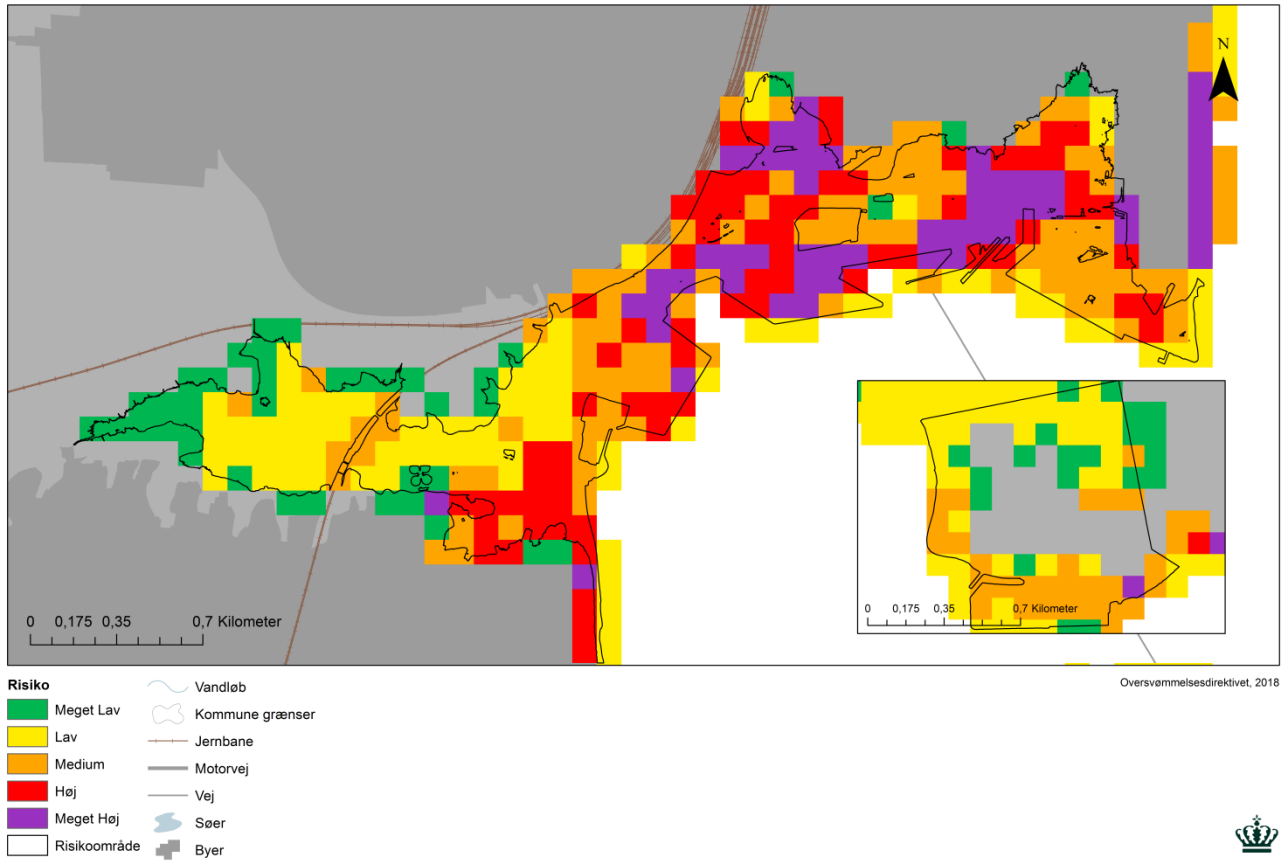 N
0 0,175 0,35 0,7 Kilometer
0 0,175 0,35 0,7 Kilometer
Oversvømmelsesdirektivet, 2018
Risiko
Meget Lav
Lav
Medium
Høj
Meget Høj
Risikoområde
Vandløb
Kommune grænser
Jernbane
Motorvej
Vej
Søer
Byer